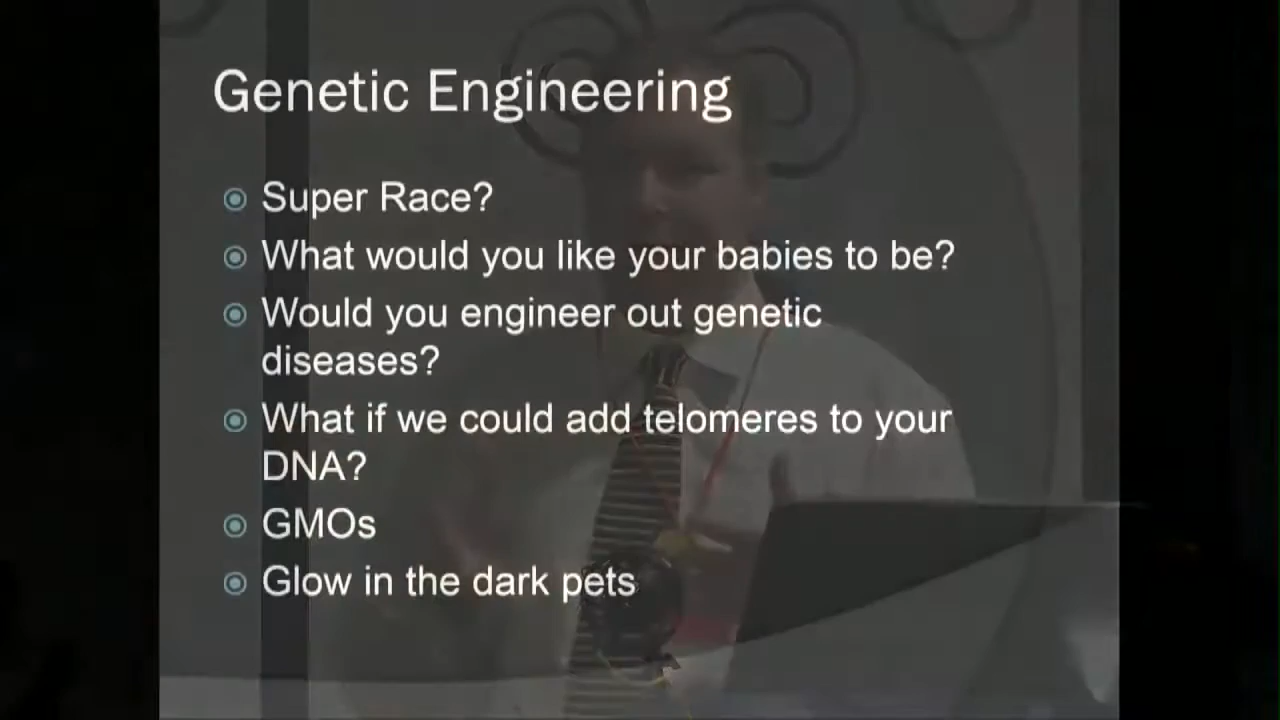 Genetic Engineering
Super Race?
What would you like your babies to be?
Would you engineer out genetic
diseases?
What if we could add telomeres to your
DNA?
GMOs
Glow in the dark pets